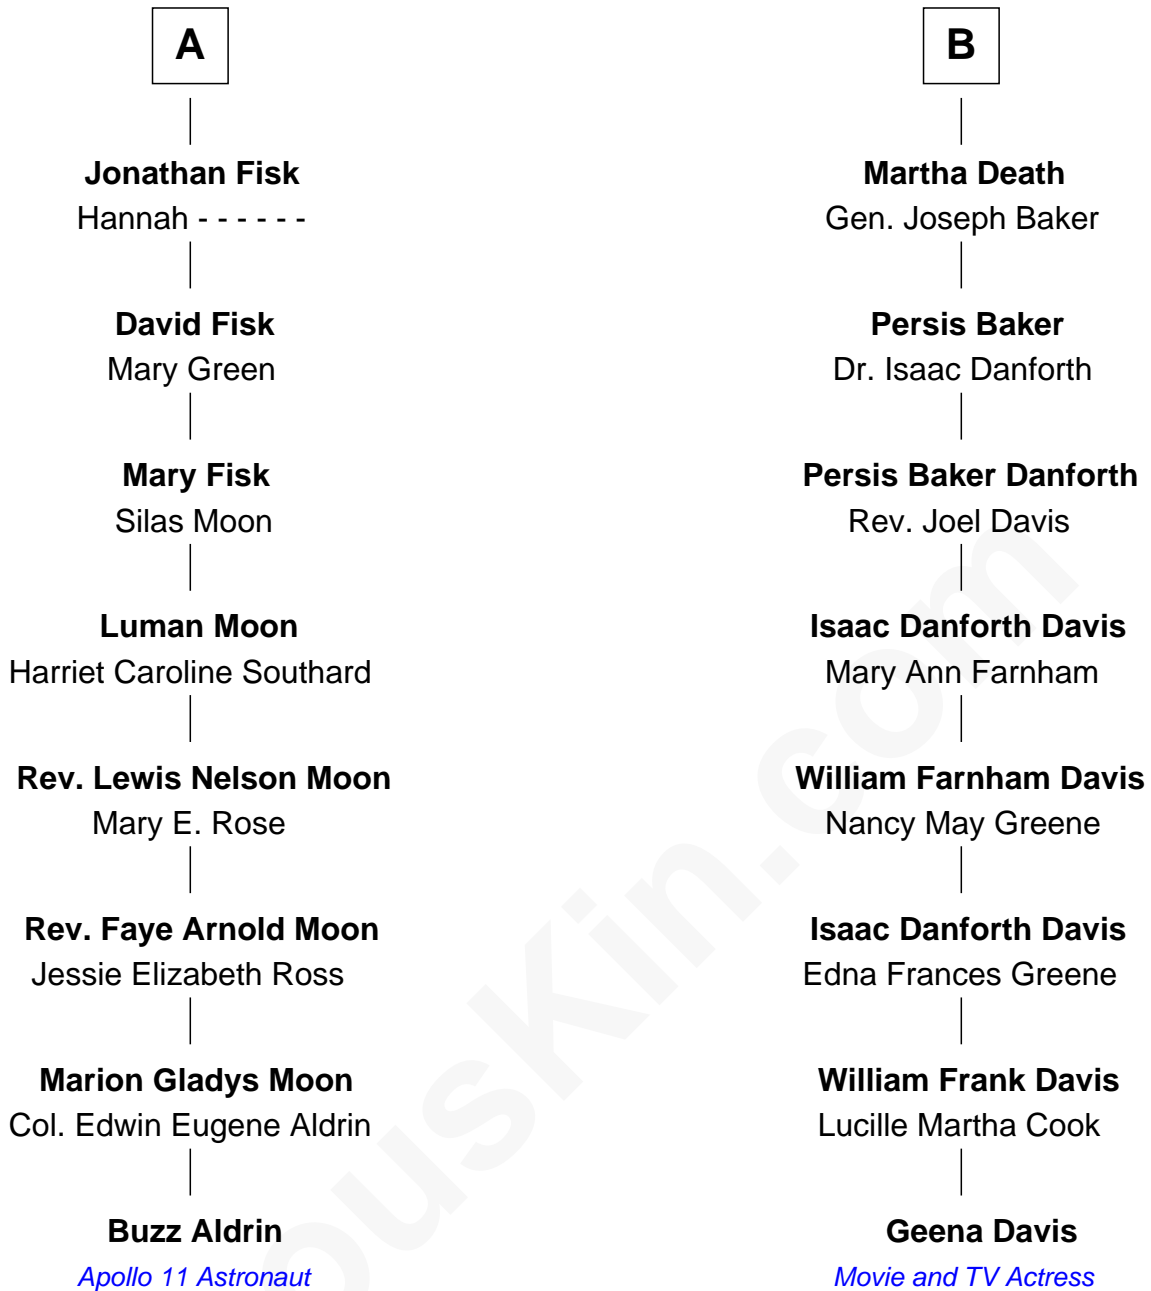 A
Jonathan Fisk
Hannah - - - - - -
David Fisk
Mary Green
Mary Fisk
Silas Moon
Luman Moon
Harriet Caroline Southard
Rev. Lewis Nelson Moon
Mary E. Rose
Rev. Faye Arnold Moon
Jessie Elizabeth Ross
Marion Gladys Moon
Col. Edwin Eugene Aldrin
Buzz Aldrin
Apollo 11 Astronaut
B
Martha Death
Gen. Joseph Baker
Persis Baker
Dr. Isaac Danforth
Persis Baker Danforth
Rev. Joel Davis
Isaac Danforth Davis
Mary Ann Farnham
William Farnham Davis
Nancy May Greene
Isaac Danforth Davis
Edna Frances Greene
William Frank Davis
Lucille Martha Cook
Geena Davis
Movie and TV Actress
ousKin.com